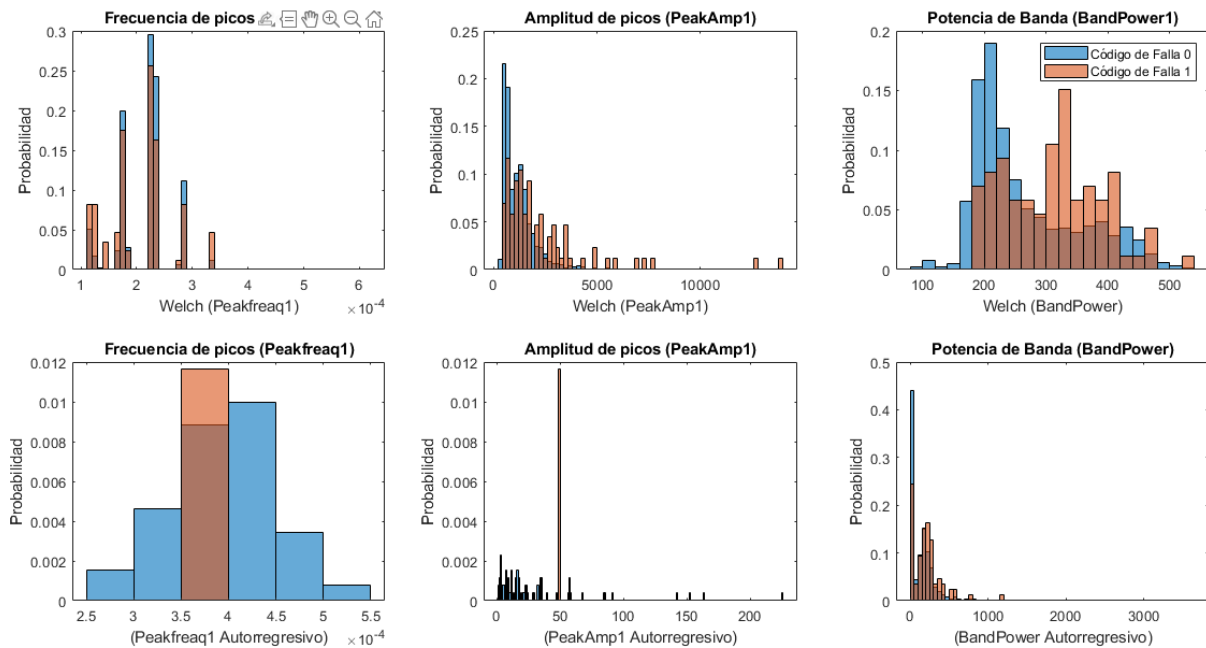 Frecuencia de picos
0.3
0.25
0.2
0.15
0.1
0.05
0
Probabilidad
1 2 3 4 5 6
×10⁻⁴
Welch (Peakfreaq1)
Amplitud de picos (PeakAmp1)
0.25
0.2
0.15
0.1
0.05
0
Probabilidad
0 5000 10000
Welch (PeakAmp1)
Potencia de Banda (BandPower1)
Código de Falla 0
Código de Falla 1
0.2
0.15
0.1
0.05
0
Probabilidad
100 200 300 400 500
Welch (BandPower)
Frecuencia de picos (Peakfreaq1)
0.012
0.01
0.008
0.006
0.004
0.002
0
Probabilidad
2.5 3 3.5 4 4.5 5 5.5
×10⁻⁴
(Peakfreaq1 Autorregresivo)
Amplitud de picos (PeakAmp1)
0.012
0.01
0.008
0.006
0.004
0.002
0
Probabilidad
0 50 100 150 200
(PeakAmp1 Autorregresivo)
Potencia de Banda (BandPower)
0.5
0.4
0.3
0.2
0.1
0
Probabilidad
0 1000 2000 3000
(BandPower Autorregresivo)